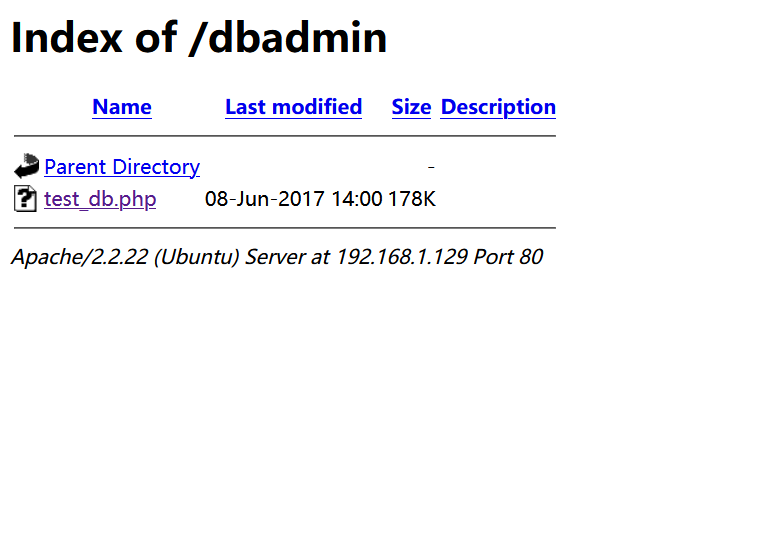 Index of /dbadmin
Name Last modified Size Description
Parent Directory -
test_db.php 08-Jun-2017 14:00 178K
Apache/2.2.22 (Ubuntu) Server at 192.168.1.129 Port 80